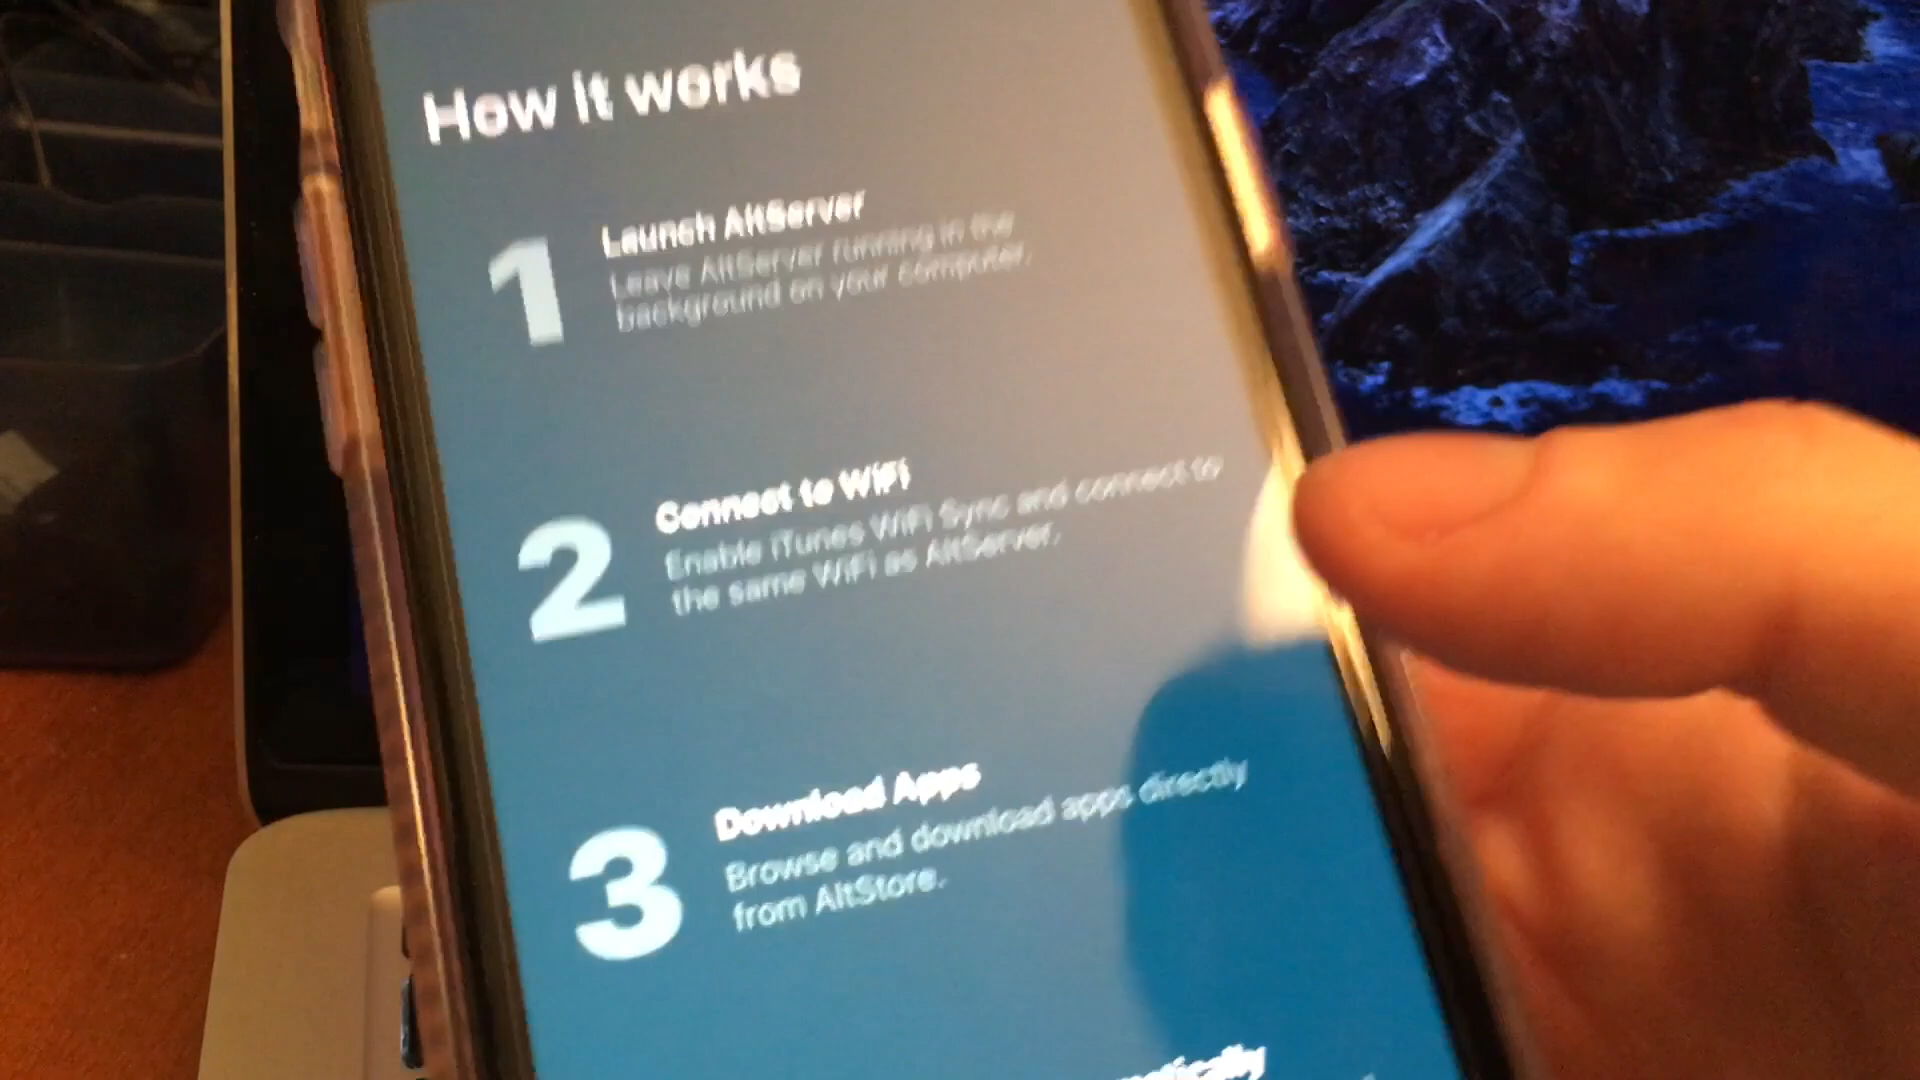 How it works
1
Launch AltServer
Leave AltServer running in the
background on your computer.
2
Connect to WiFi
Enable iTunes WiFi Sync and connect to
the same WiFi as AltServer.
3
Download Apps
Browse and download apps directly
from AltStore.